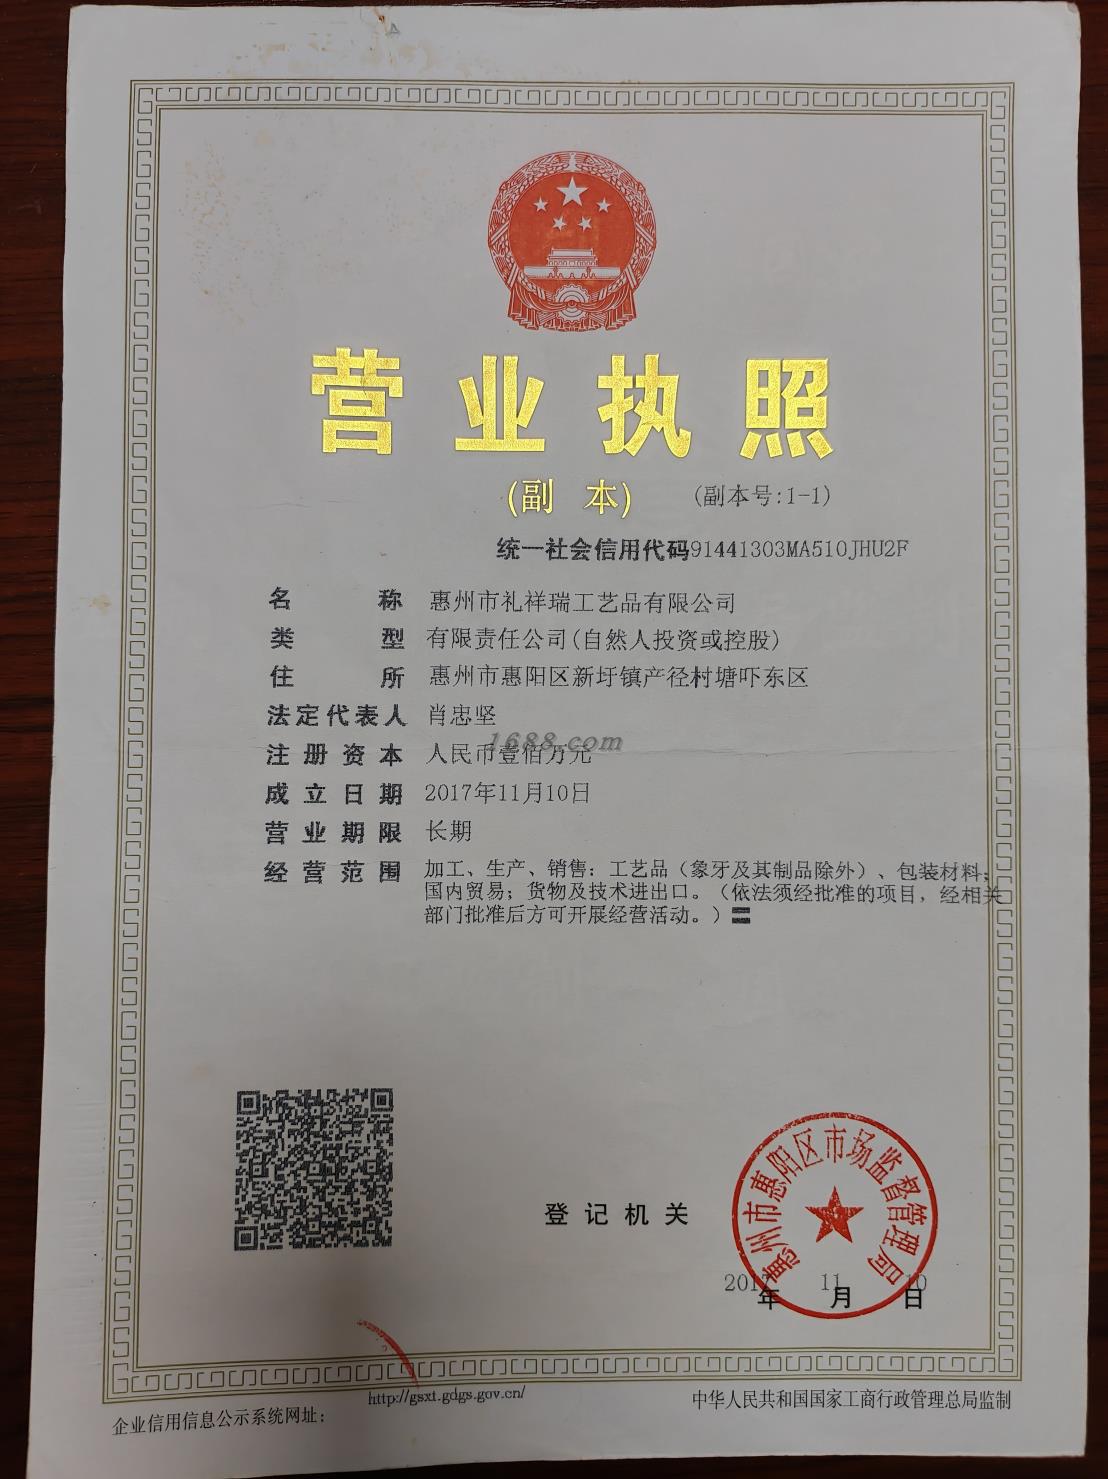 营业执照
(副 本) (副本号:1-1)
统一社会信用代码91441303MA510JHU2F
名 称 惠州市礼祥瑞工艺品有限公司
类 型 有限责任公司(自然人投资或控股)
住 所 惠州市惠阳区新圩镇产径村塘吓东区
法定代表人 肖忠坚
1688.com
注册资本 人民币壹佰万元
成立日期 2017年11月10日
营业期限 长期
经营范围 加工、生产、销售：工艺品（象牙及其制品除外）、包装材料；
国内贸易；货物及技术进出口。（依法须经批准的项目，经相关
部门批准后方可开展经营活动。）
惠州市惠阳区市场监督管理局
登记机关
2017年 11月 10日
企业信用信息公示系统网址： http://gsxt.gdgs.gov.cn/
中华人民共和国国家工商行政管理总局监制